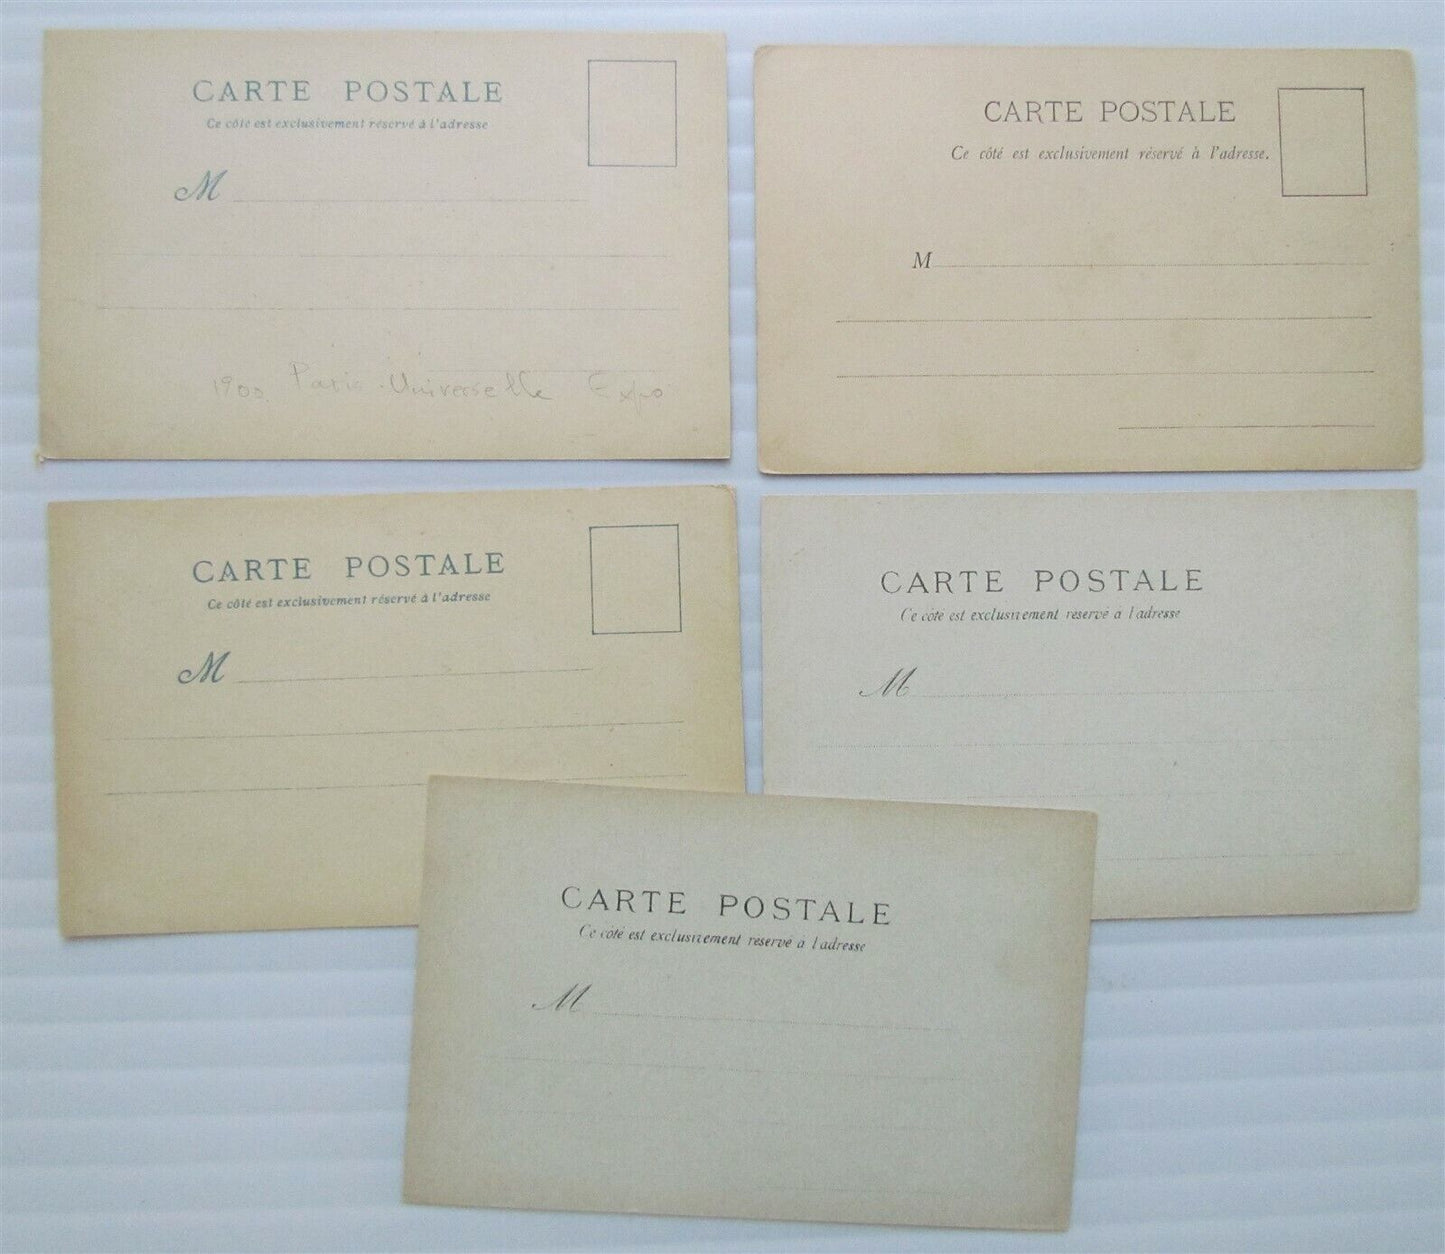 CARTE POSTALE
Ce côté est exclusivement réservé à l'adresse
M
1900 Paris Universelle Expo
CARTE POSTALE
Ce côté est exclusivement réservé à l'adresse.
M
CARTE POSTALE
Ce côté est exclusivement réservé à l'adresse
M
CARTE POSTALE
Ce côté est exclusivement reservé a l'adresse
M
CARTE POSTALE
Ce côté est exclusivement reservé a l'adresse
M